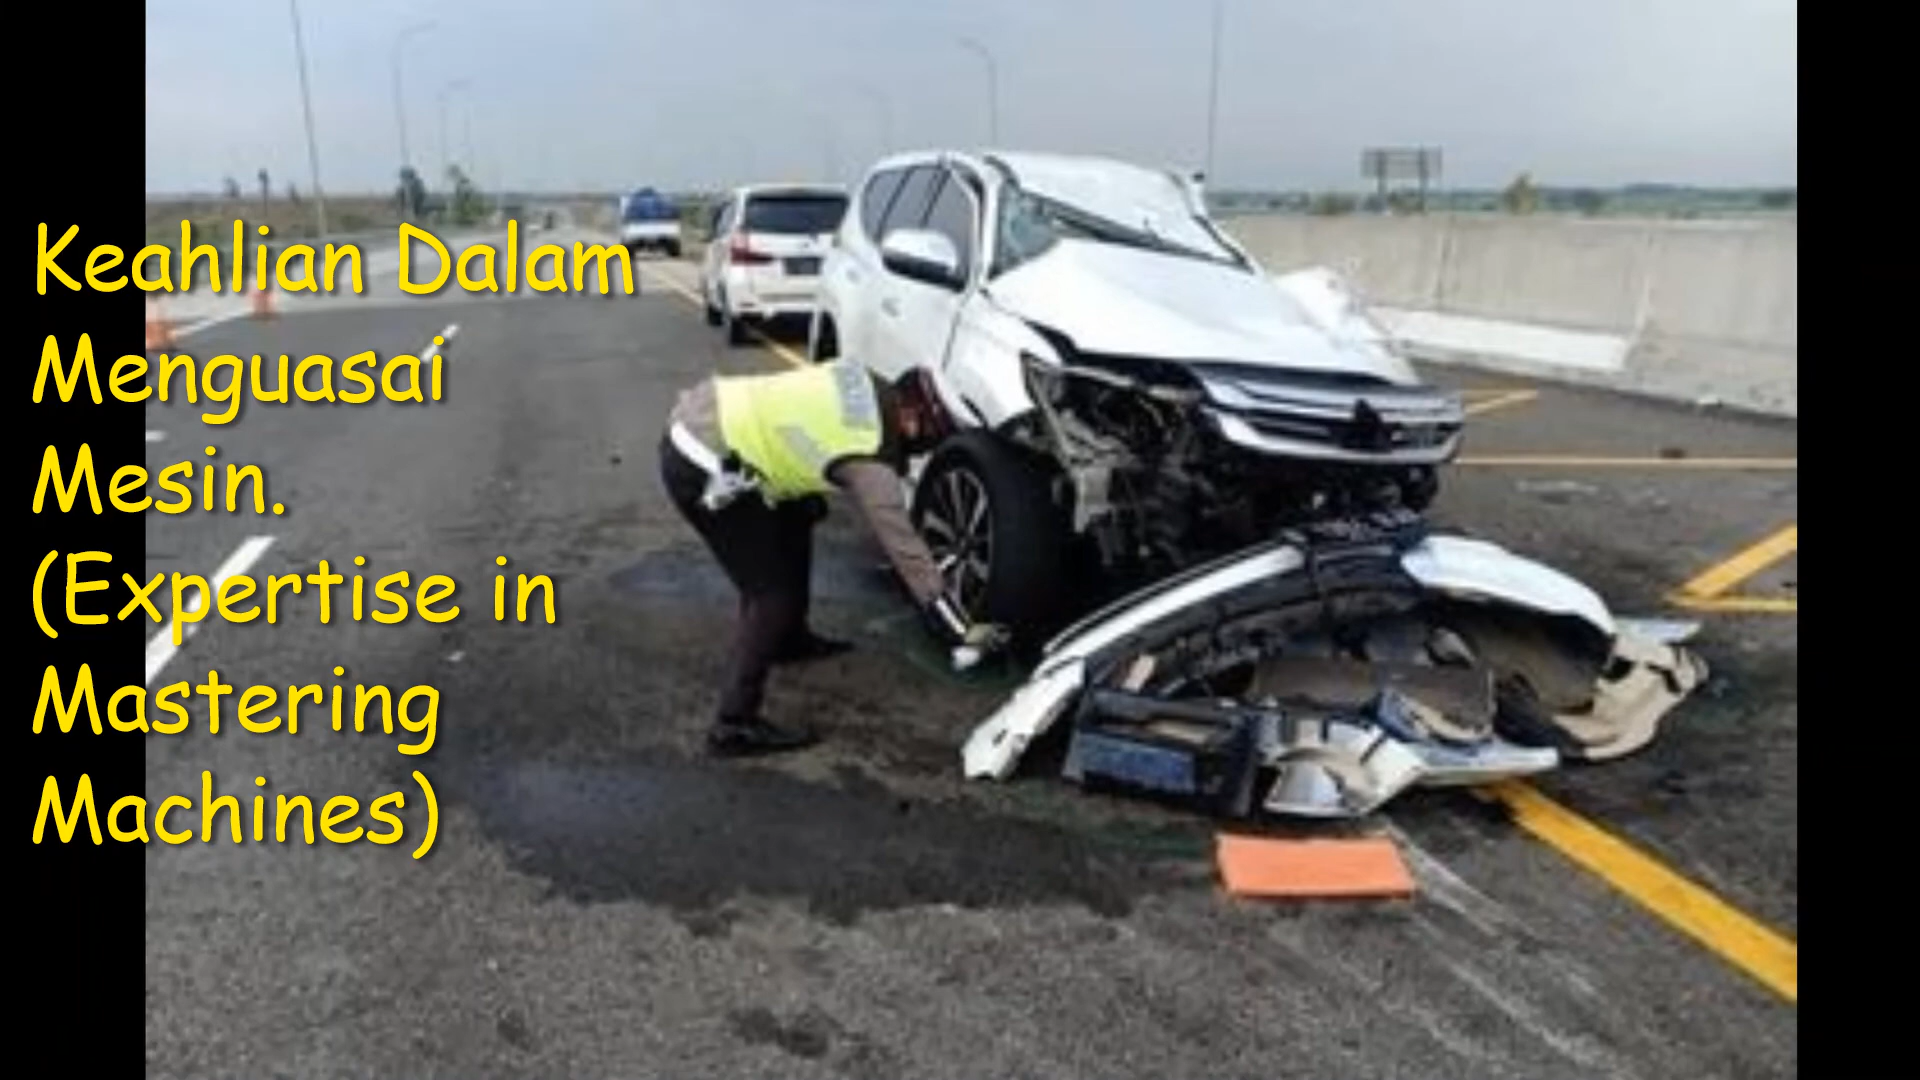 Keahlian Dalam
Menguasai
Mesin.
(Expertise in
Mastering
Machines)